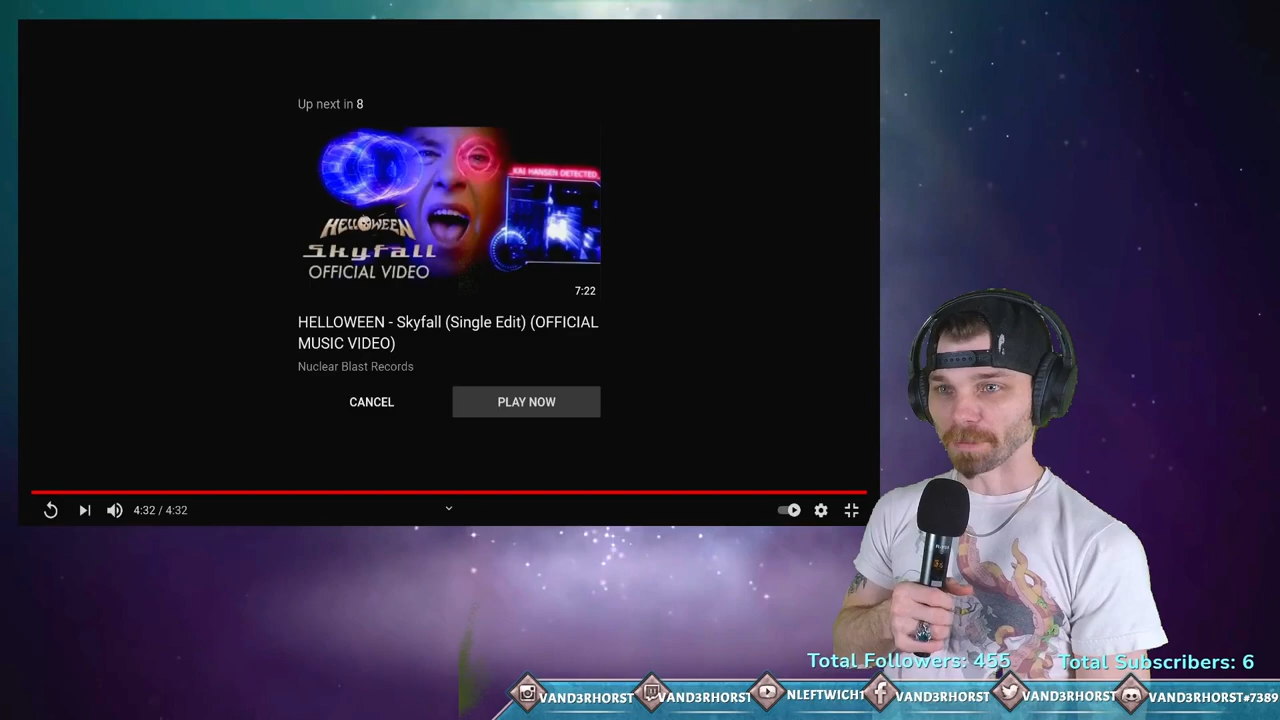 Up next in 8
KAI HANSEN DETECTED
HELLOWEEN
Skyfall
OFFICIAL VIDEO
7:22
HELLOWEEN - Skyfall (Single Edit) (OFFICIAL
MUSIC VIDEO)
Nuclear Blast Records
CANCEL
PLAY NOW
4:32 / 4:32
Total Followers: 455
Total Subscribers: 6
VAND3RHORST
VAND3RHORST
NLEFTWICH1
VAND3RHORST
VAND3RHORST
VAND3RHORST#7389